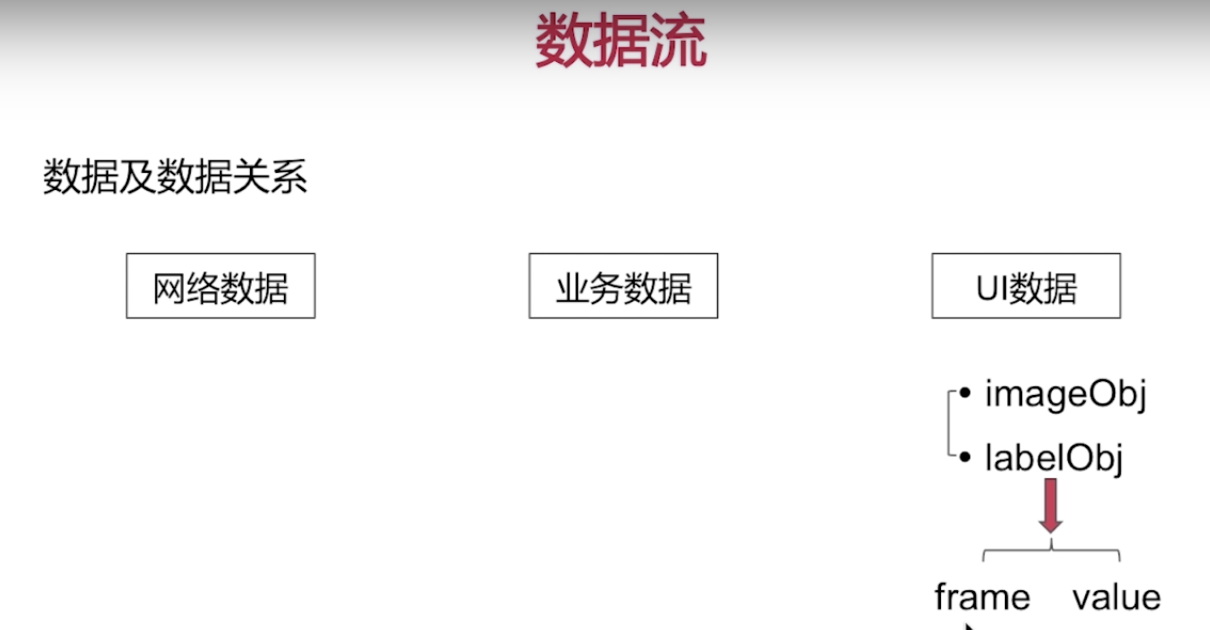 数据流
数据及数据关系
网络数据
业务数据
UI数据
• imageObj
• labelObj
frame value